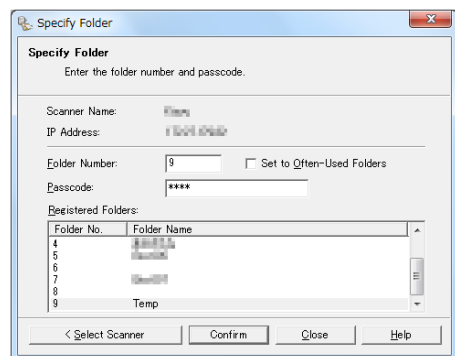 Specify Folder
Specify Folder
Enter the folder number and passcode.
Scanner Name:
IP Address:
Folder Number: 9 Set to Often-Used Folders
Passcode: ****
Registered Folders:
Folder No. Folder Name
4
5
6
7
8
9 Temp
< Select Scanner Confirm Close Help